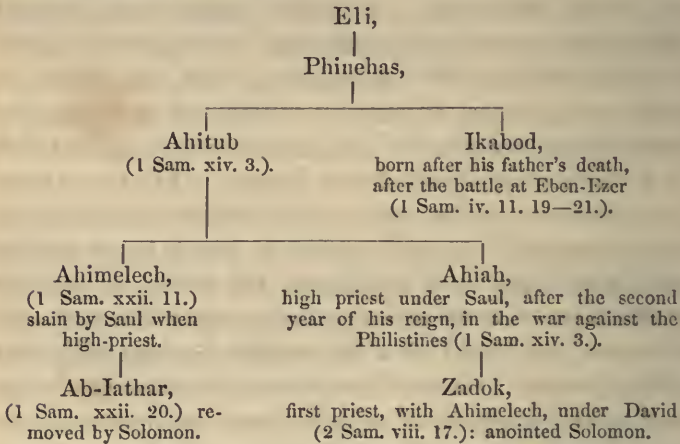 Eli,
Phinehas,
Ahitub
(1 Sam. xiv. 3.).
Ikabod,
born after his father's death,
after the battle at Eben-Ezer
(1 Sam. iv. 11. 19—21.).
Ahimelech,
(1 Sam. xxii. 11.)
slain by Saul when
high-priest.
Ahiah,
high priest under Saul, after the second
year of his reign, in the war against the
Philistines (1 Sam. xiv. 3.).
Ab-Iathar,
(1 Sam. xxii. 20.) re-
moved by Solomon.
Zadok,
first priest, with Ahimelech, under David
(2 Sam. viii. 17.): anointed Solomon.